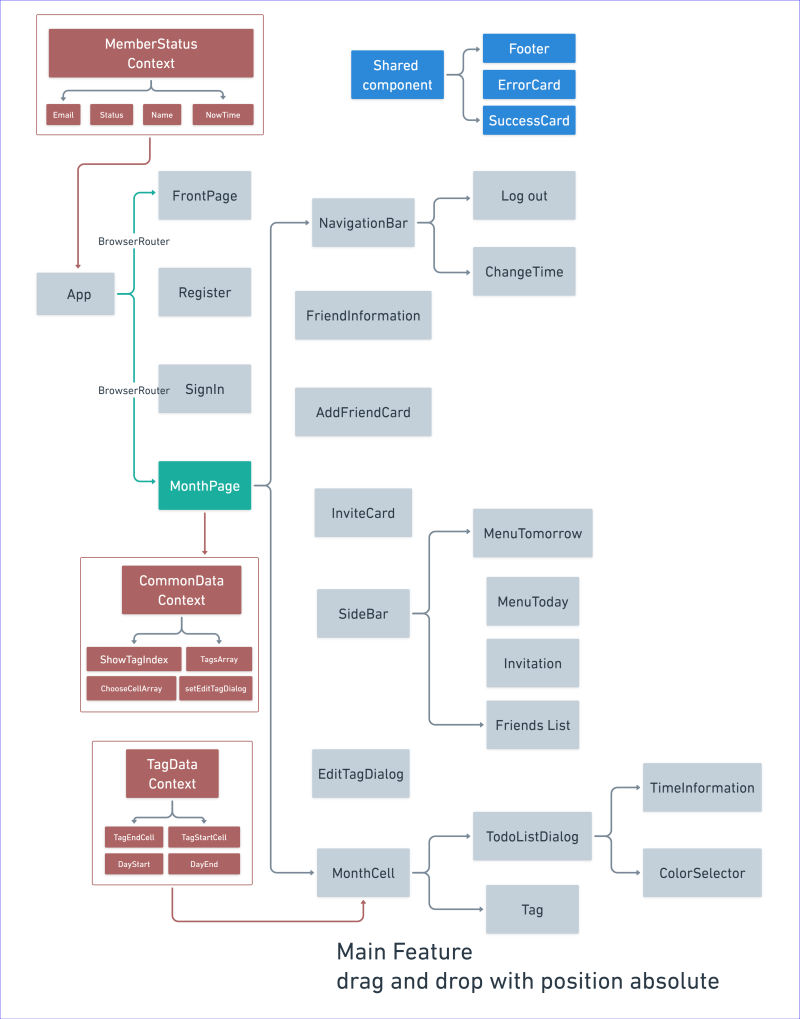 MemberStatus
Context
Email
Status
Name
NowTime
Shared
component
Footer
ErrorCard
SuccessCard
FrontPage
BrowserRouter
App
Register
BrowserRouter
SignIn
MonthPage
NavigationBar
Log out
ChangeTime
FriendInformation
AddFriendCard
InviteCard
SideBar
MenuTomorrow
MenuToday
Invitation
Friends List
CommonData
Context
ShowTagIndex
TagsArray
ChooseCellArray
setEditTagDialog
TagData
Context
TagEndCell
TagStartCell
DayStart
DayEnd
EditTagDialog
MonthCell
TodoListDialog
Tag
TimeInformation
ColorSelector
Main Feature
drag and drop with position absolute